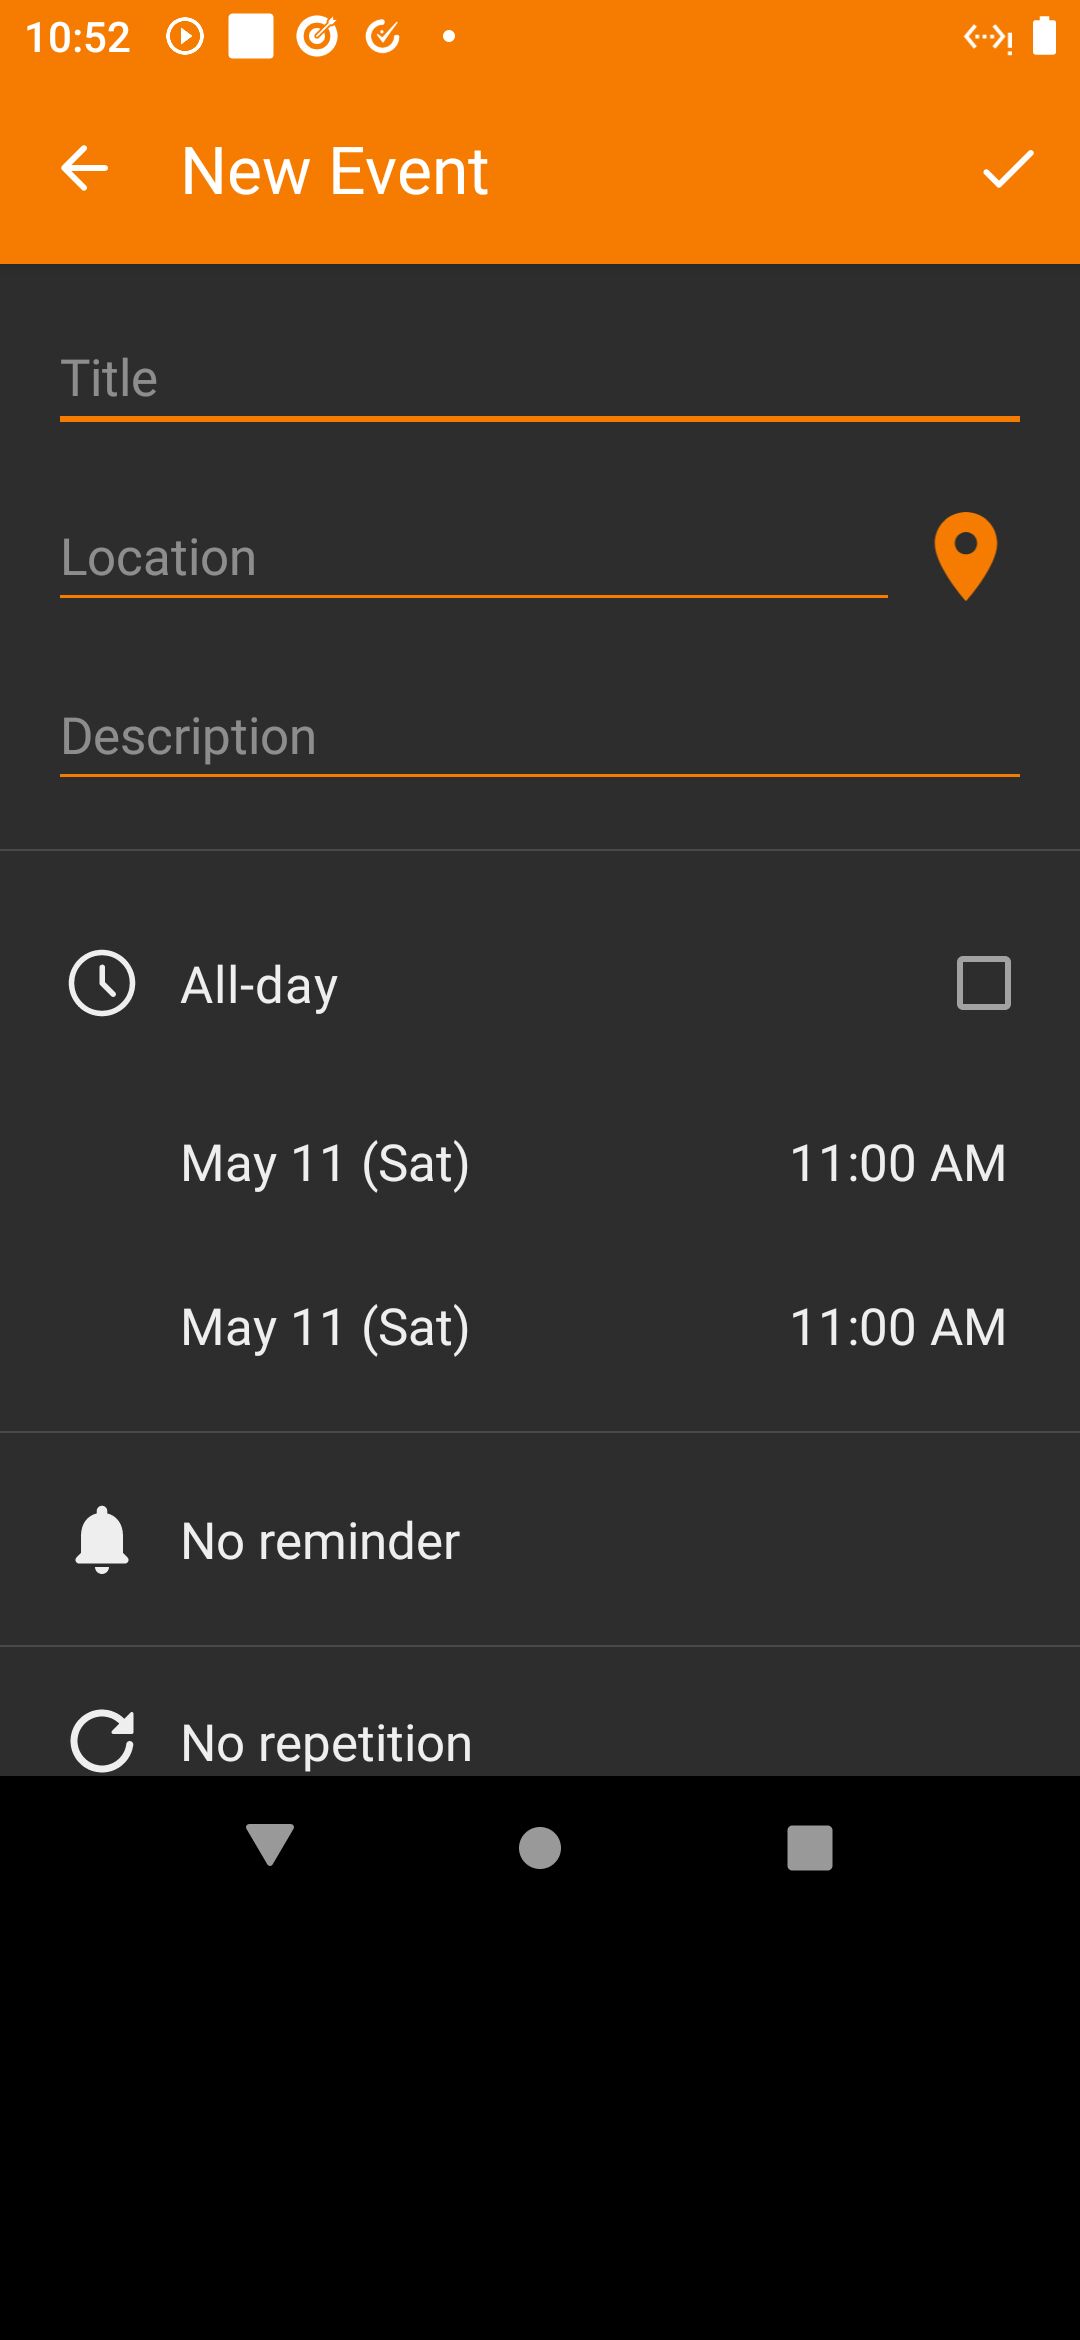 10:52
New Event
Title
Location
Description
All-day
May 11 (Sat) 11:00 AM
May 11 (Sat) 11:00 AM
No reminder
No repetition